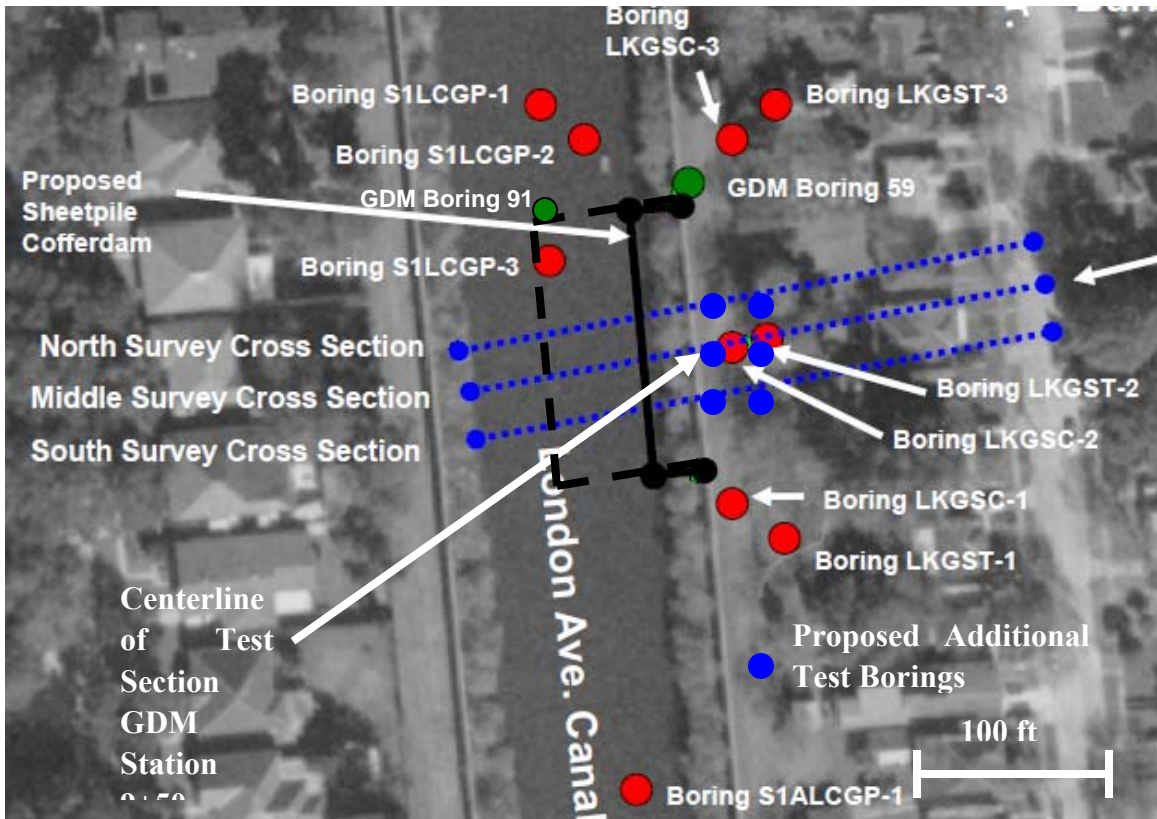 Boring
LKGSC-3
Boring S1LCGP-1
Boring LKGST-3
Boring S1LCGP-2
Proposed
Sheetpile
Cofferdam
GDM Boring 91
GDM Boring 59
Boring S1LCGP-3
North Survey Cross Section
Middle Survey Cross Section
South Survey Cross Section
Boring LKGST-2
Boring LKGSC-2
Boring LKGSC-1
Boring LKGST-1
London Ave. Canal
Centerline
of Test
Section
GDM
Station
9+50
Proposed Additional
Test Borings
100 ft
Boring S1ALCGP-1